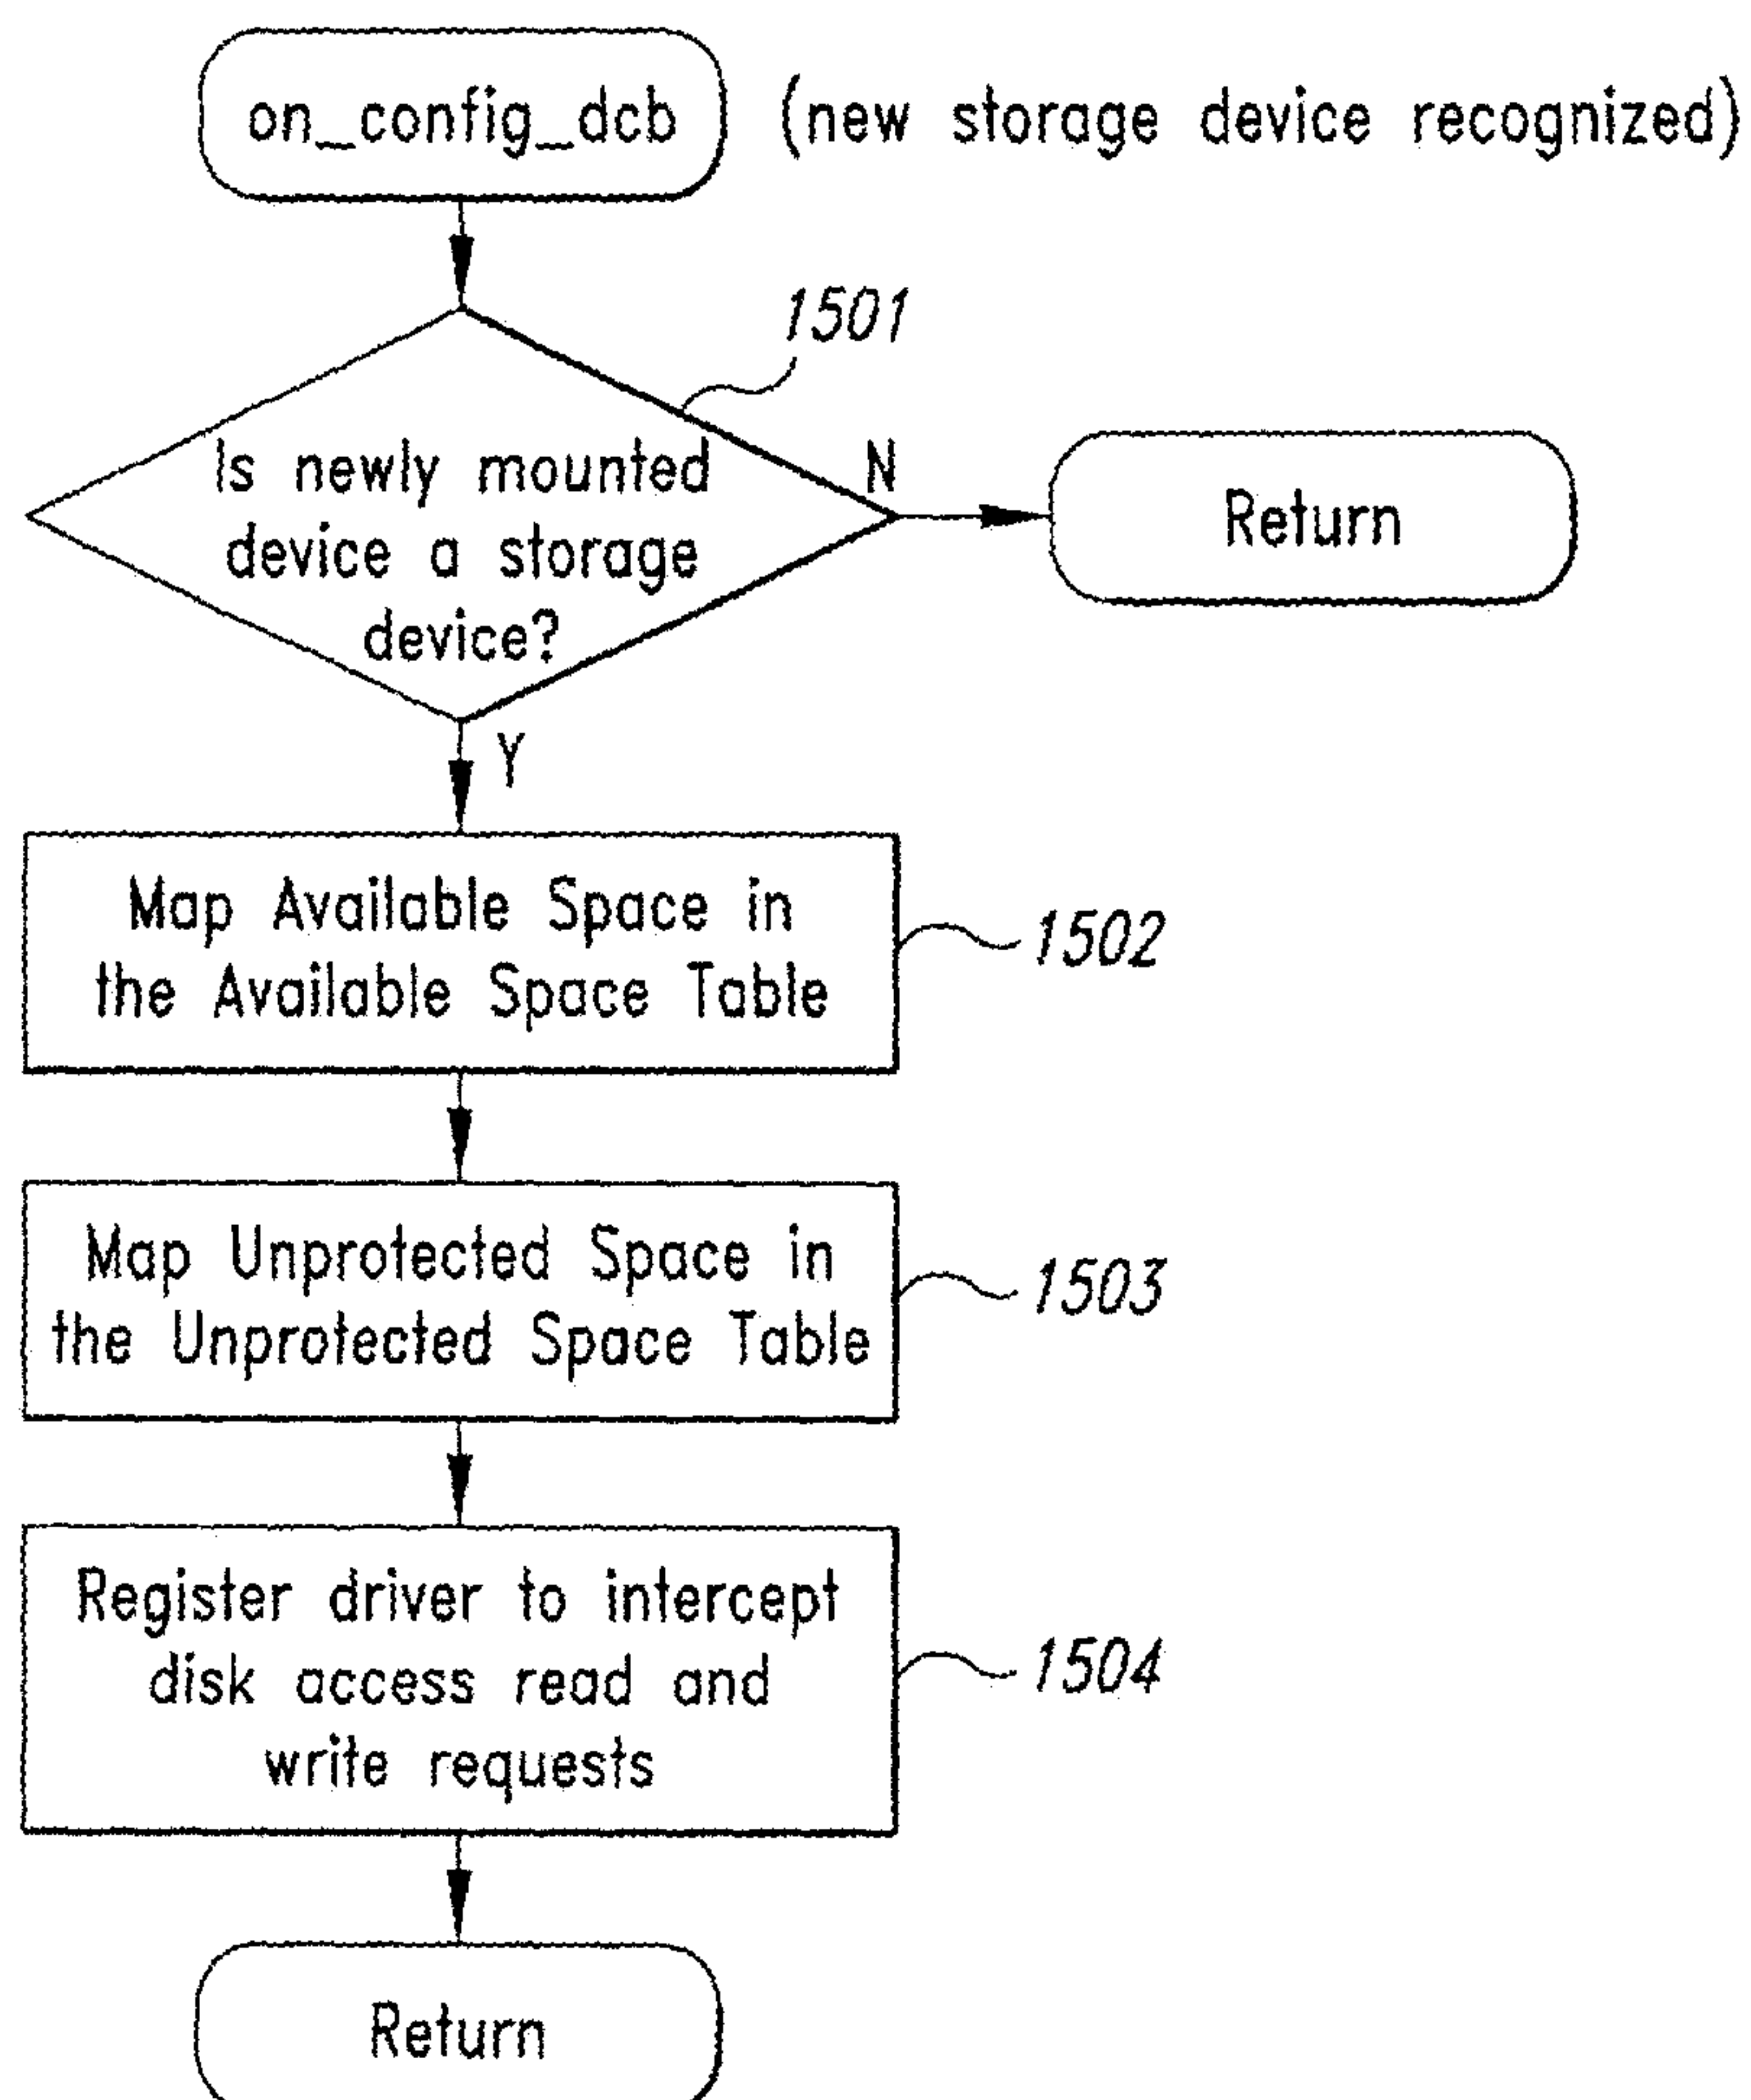 on_config_dcb (new storage device recognized)
1501
Is newly mounted
device a storage
device?
N
Return
Y
Map Available Space in
the Available Space Table
1502
Map Unprotected Space in
the Unprotected Space Table
1503
Register driver to intercept
disk access read and
write requests
1504
Return